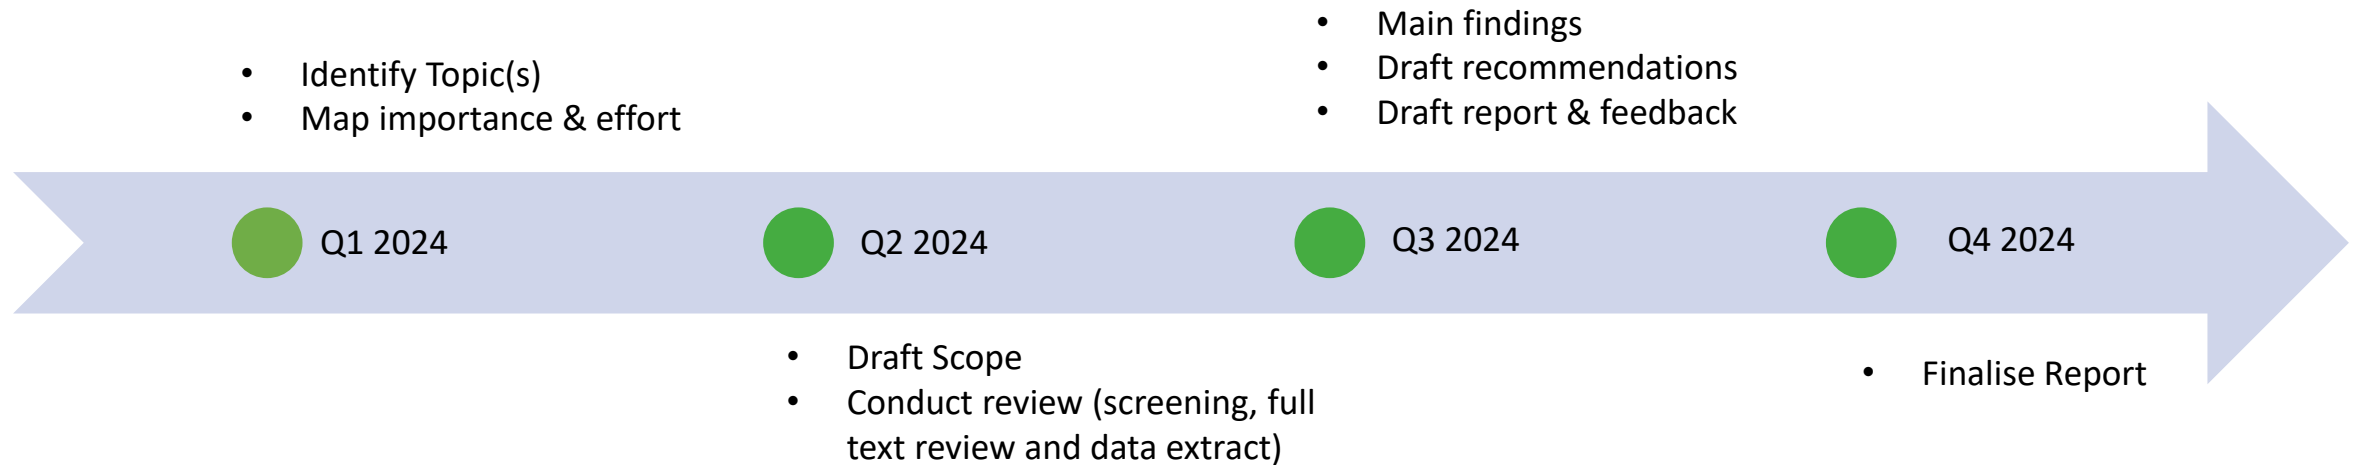 • Main findings
• Draft recommendations
• Draft report & feedback
• Identify Topic(s)
• Map importance & effort
Q1 2024
Q2 2024
Q3 2024
Q4 2024
• Draft Scope
• Conduct review (screening, full
text review and data extract)
• Finalise Report